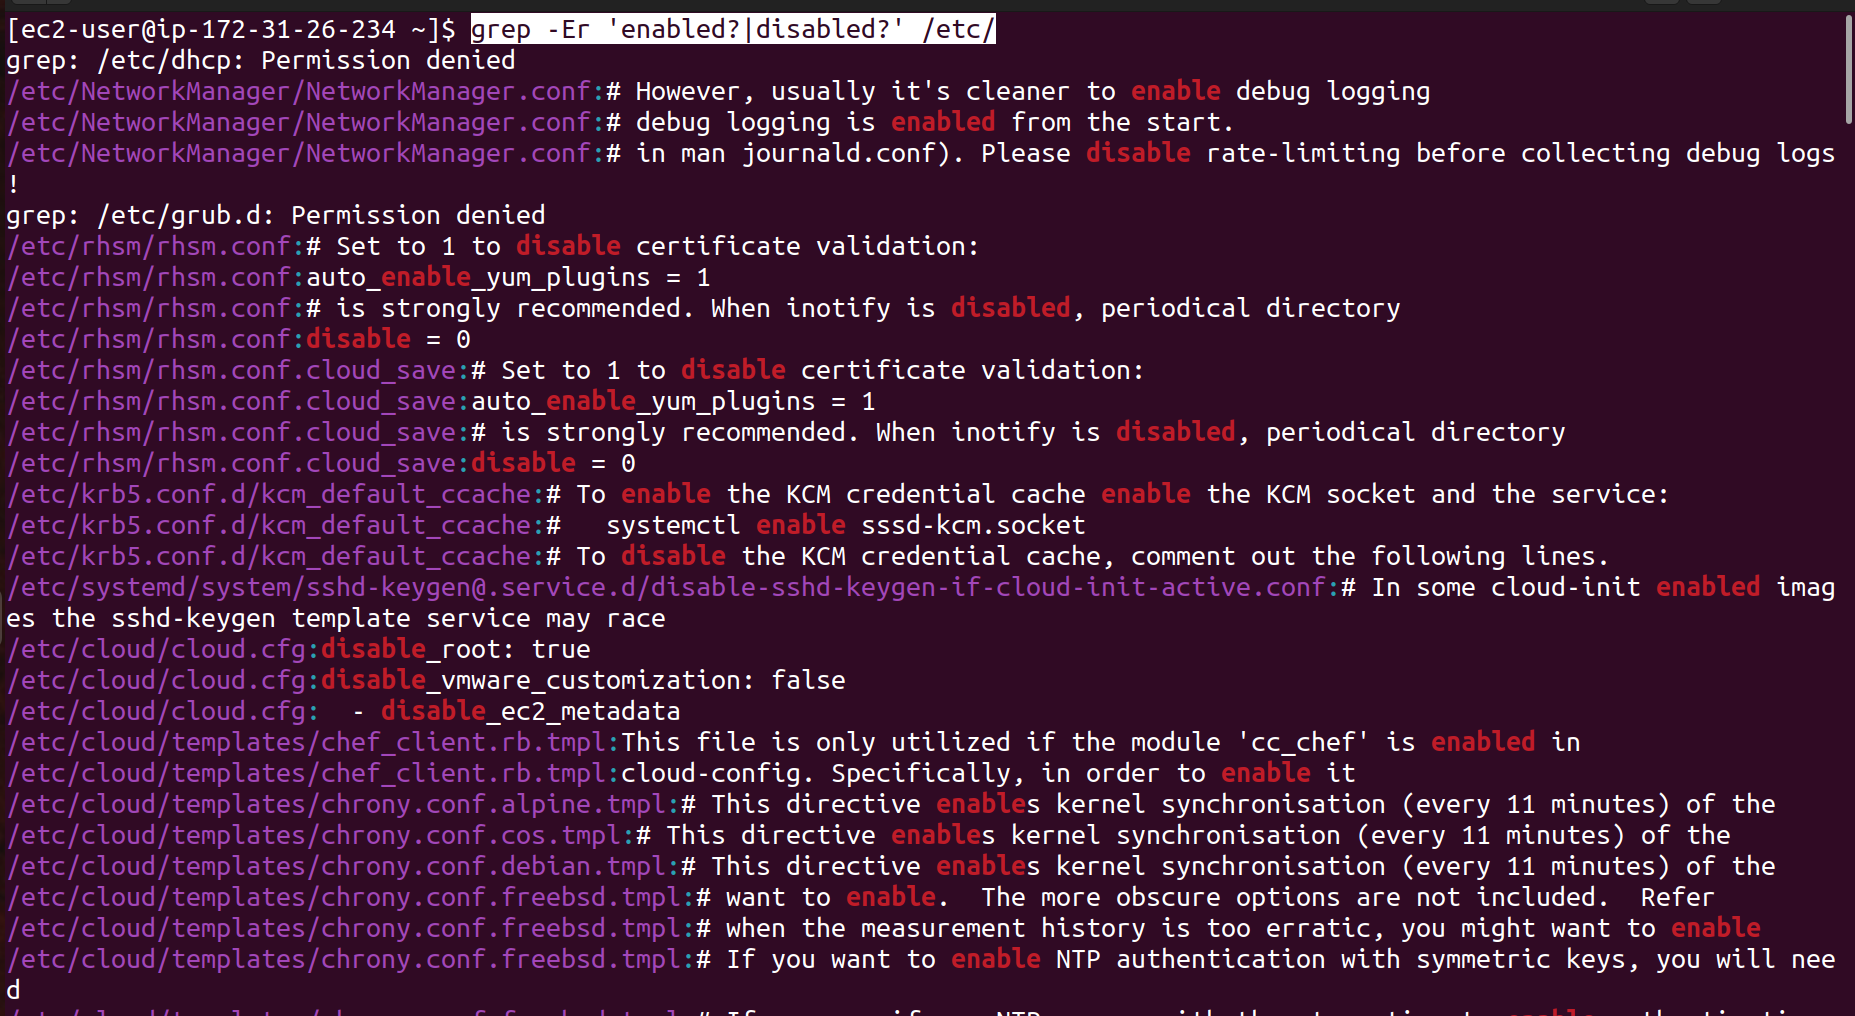 [ec2-user@ip-172-31-26-234 ~]$ grep -Er 'enabled?|disabled?' /etc/
grep: /etc/dhcp: Permission denied
/etc/NetworkManager/NetworkManager.conf:# However, usually it's cleaner to enable debug logging
/etc/NetworkManager/NetworkManager.conf:# debug logging is enabled from the start.
/etc/NetworkManager/NetworkManager.conf:# in man journald.conf). Please disable rate-limiting before collecting debug logs
!
grep: /etc/grub.d: Permission denied
/etc/rhsm/rhsm.conf:# Set to 1 to disable certificate validation:
/etc/rhsm/rhsm.conf:auto_enable_yum_plugins = 1
/etc/rhsm/rhsm.conf:# is strongly recommended. When inotify is disabled, periodical directory
/etc/rhsm/rhsm.conf:disable = 0
/etc/rhsm/rhsm.conf.cloud_save:# Set to 1 to disable certificate validation:
/etc/rhsm/rhsm.conf.cloud_save:auto_enable_yum_plugins = 1
/etc/rhsm/rhsm.conf.cloud_save:# is strongly recommended. When inotify is disabled, periodical directory
/etc/rhsm/rhsm.conf.cloud_save:disable = 0
/etc/krb5.conf.d/kcm_default_ccache:# To enable the KCM credential cache enable the KCM socket and the service:
/etc/krb5.conf.d/kcm_default_ccache:#   systemctl enable sssd-kcm.socket
/etc/krb5.conf.d/kcm_default_ccache:# To disable the KCM credential cache, comment out the following lines.
/etc/systemd/system/sshd-keygen@.service.d/disable-sshd-keygen-if-cloud-init-active.conf:# In some cloud-init enabled imag
es the sshd-keygen template service may race
/etc/cloud/cloud.cfg:disable_root: true
/etc/cloud/cloud.cfg:disable_vmware_customization: false
/etc/cloud/cloud.cfg:  - disable_ec2_metadata
/etc/cloud/templates/chef_client.rb.tmpl:This file is only utilized if the module 'cc_chef' is enabled in
/etc/cloud/templates/chef_client.rb.tmpl:cloud-config. Specifically, in order to enable it
/etc/cloud/templates/chrony.conf.alpine.tmpl:# This directive enables kernel synchronisation (every 11 minutes) of the
/etc/cloud/templates/chrony.conf.cos.tmpl:# This directive enables kernel synchronisation (every 11 minutes) of the
/etc/cloud/templates/chrony.conf.debian.tmpl:# This directive enables kernel synchronisation (every 11 minutes) of the
/etc/cloud/templates/chrony.conf.freebsd.tmpl:# want to enable.  The more obscure options are not included.  Refer
/etc/cloud/templates/chrony.conf.freebsd.tmpl:# when the measurement history is too erratic, you might want to enable
/etc/cloud/templates/chrony.conf.freebsd.tmpl:# If you want to enable NTP authentication with symmetric keys, you will nee
d